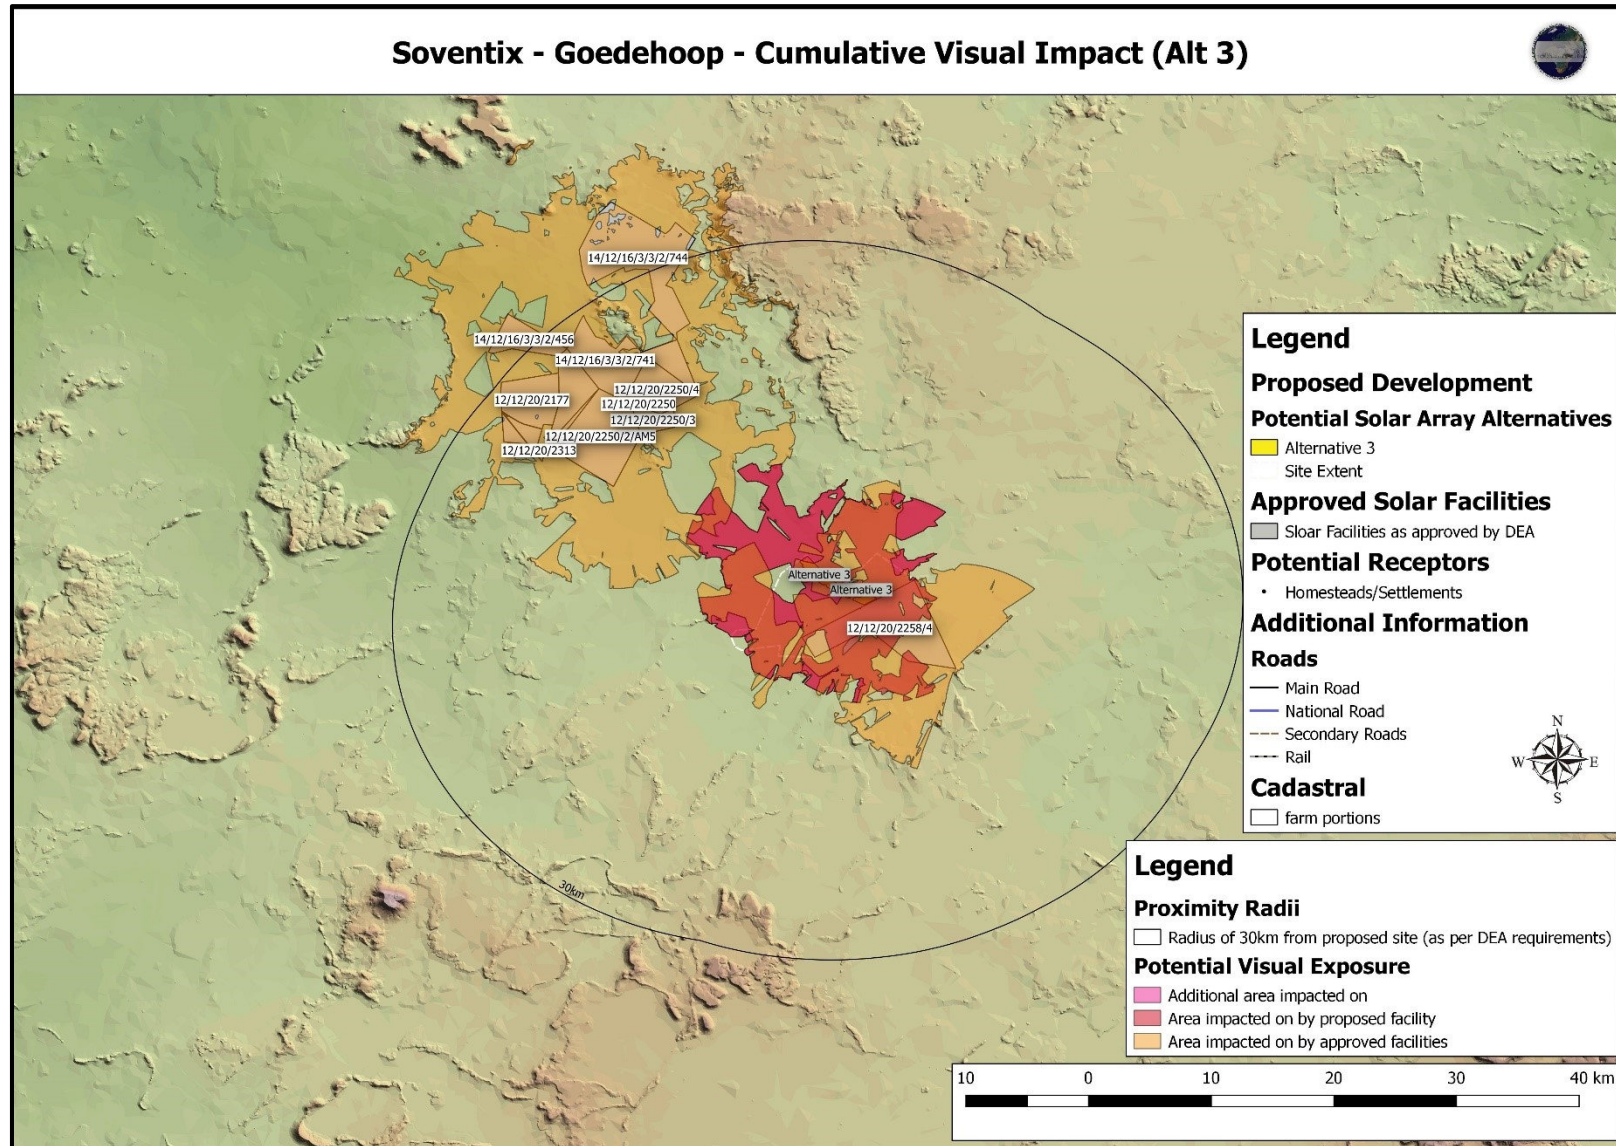 Soventix - Goedehoop - Cumulative Visual Impact (Alt 3)
14/12/16/3/3/2/744
14/12/16/3/3/2/456
14/12/16/3/3/2/741
12/12/20/2250/4
12/12/20/2177
12/12/20/2250
12/12/20/2250/3
12/12/20/2250/2/AM5
12/12/20/2313
Alternative 3
Alternative 3
12/12/20/2258/4
30km
Legend
Proposed Development
Potential Solar Array Alternatives
Alternative 3
Site Extent
Approved Solar Facilities
Sloar Facilities as approved by DEA
Potential Receptors
Homesteads/Settlements
Additional Information
Roads
Main Road
National Road
Secondary Roads
Rail
N
W E
S
Cadastral
farm portions
Legend
Proximity Radii
Radius of 30km from proposed site (as per DEA requirements)
Potential Visual Exposure
Additional area impacted on
Area impacted on by proposed facility
Area impacted on by approved facilities
10 0 10 20 30 40 km